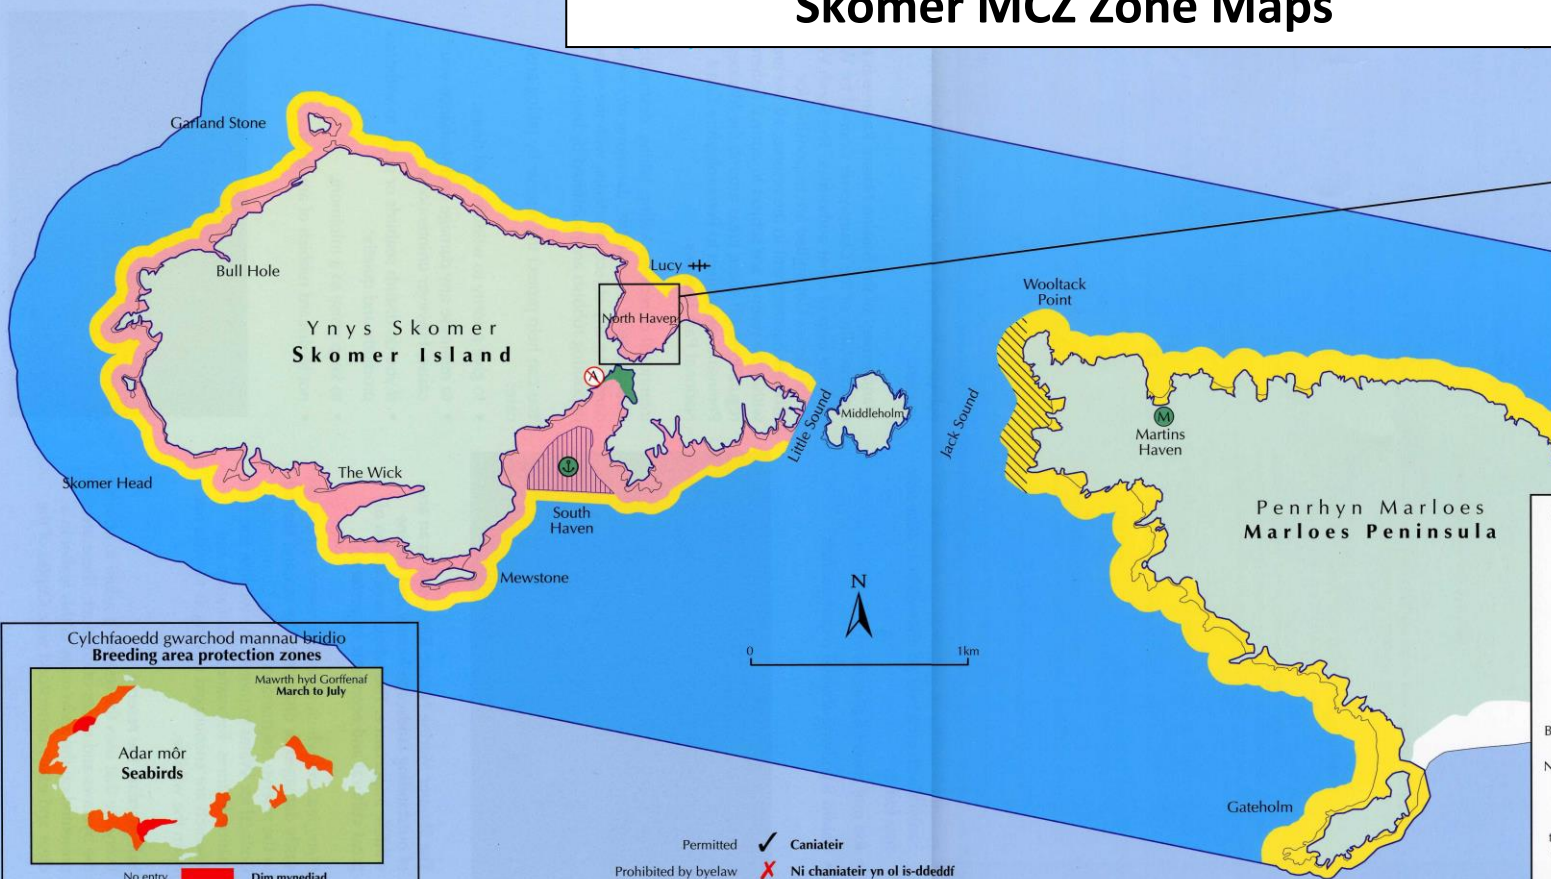 Skomer MCZ Zone Maps
Garland Stone
Bull Hole
Lucy
North Haven
Ynys Skomer
Skomer Island
Wooltack
Point
Little Sound
Middleholm
Jack Sound
M
Martins
Haven
The Wick
Skomer Head
South
Haven
Penrhyn Marloes
Marloes Peninsula
Mewstone
N
0 1km
Gateholm
Cylchfaoedd gwarchod mannau bridio
Breeding area protection zones
Mawrth hyd Gorffenaf
March to July
Adar môr
Seabirds
No entry Dim mynediad
Permitted ✓ Caniateir
Prohibited by byelaw ✗ Ni chaniateir yn ol is-ddeddf
B
N